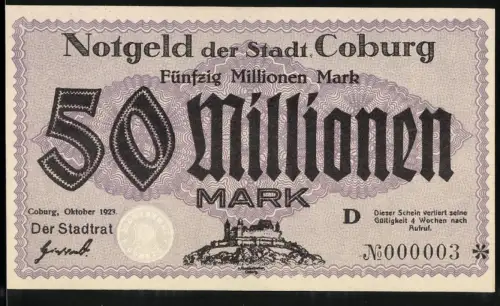 Notgeld der Stadt Coburg
Fünfzig Millionen Mark
50 Millionen
MARK
Coburg, Oktober 1923.
Der Stadtrat
D
Dieser Schein verliert seine
Gültigkeit 4 Wochen nach
Aufruf.
№000003 *